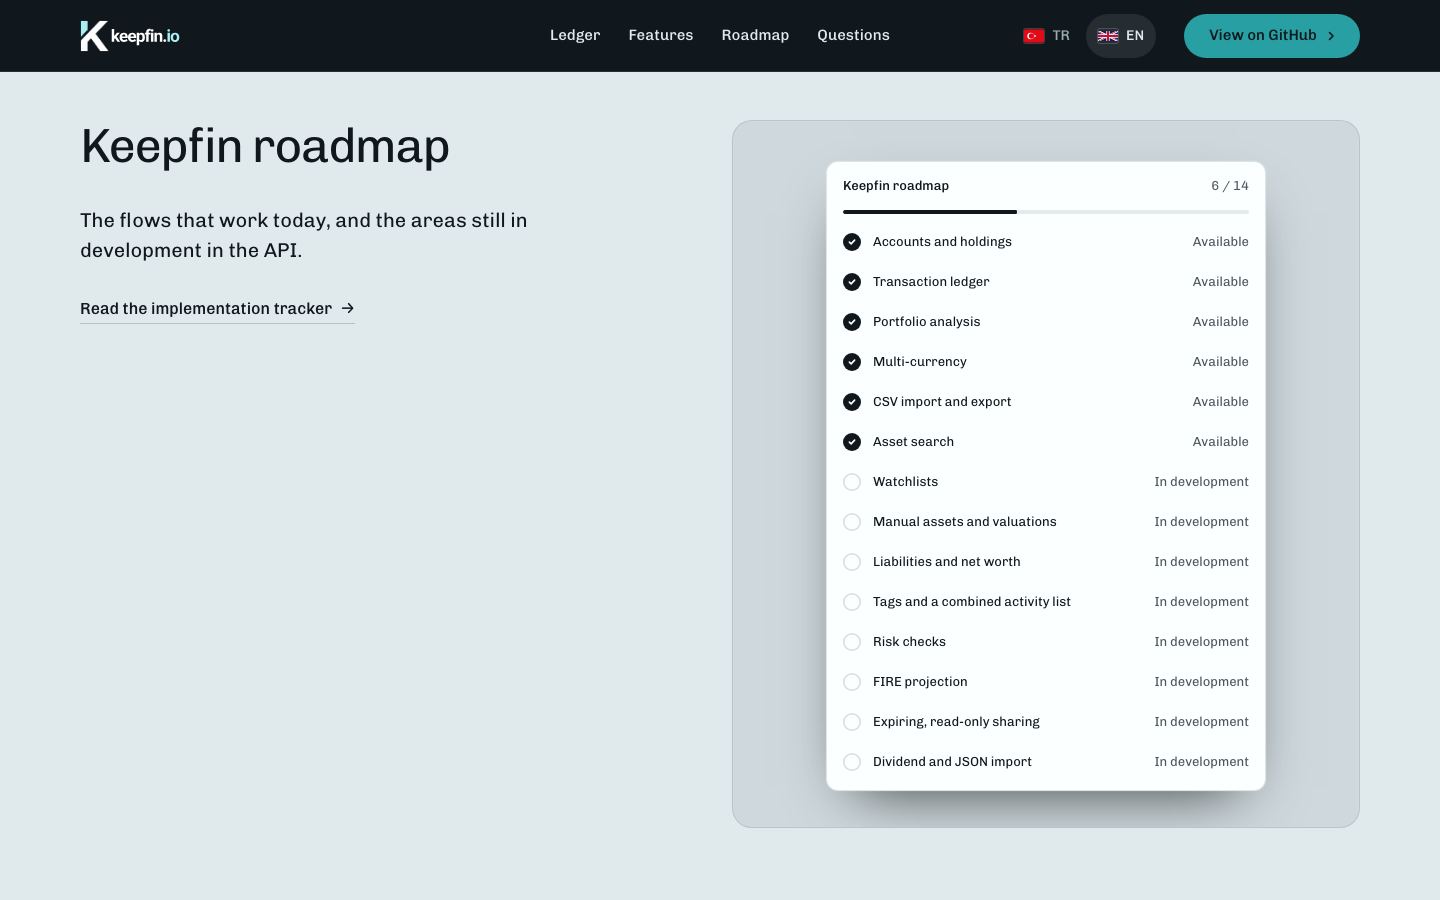 keepfin.io
Ledger
Features
Roadmap
Questions
TR
EN
View on GitHub
Keepfin roadmap
The flows that work today, and the areas still in
development in the API.
Read the implementation tracker
Keepfin roadmap 6 / 14
Accounts and holdings Available
Transaction ledger Available
Portfolio analysis Available
Multi-currency Available
CSV import and export Available
Asset search Available
Watchlists In development
Manual assets and valuations In development
Liabilities and net worth In development
Tags and a combined activity list In development
Risk checks In development
FIRE projection In development
Expiring, read-only sharing In development
Dividend and JSON import In development